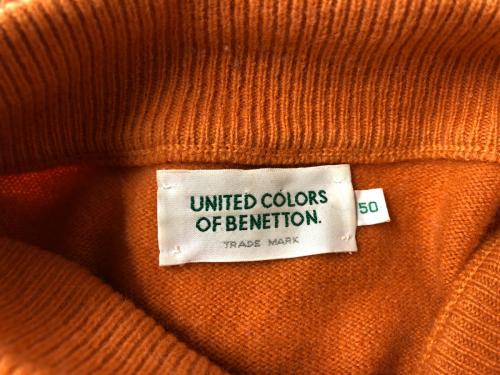 UNITED COLORS
OF BENETTON.
TRADE MARK
50